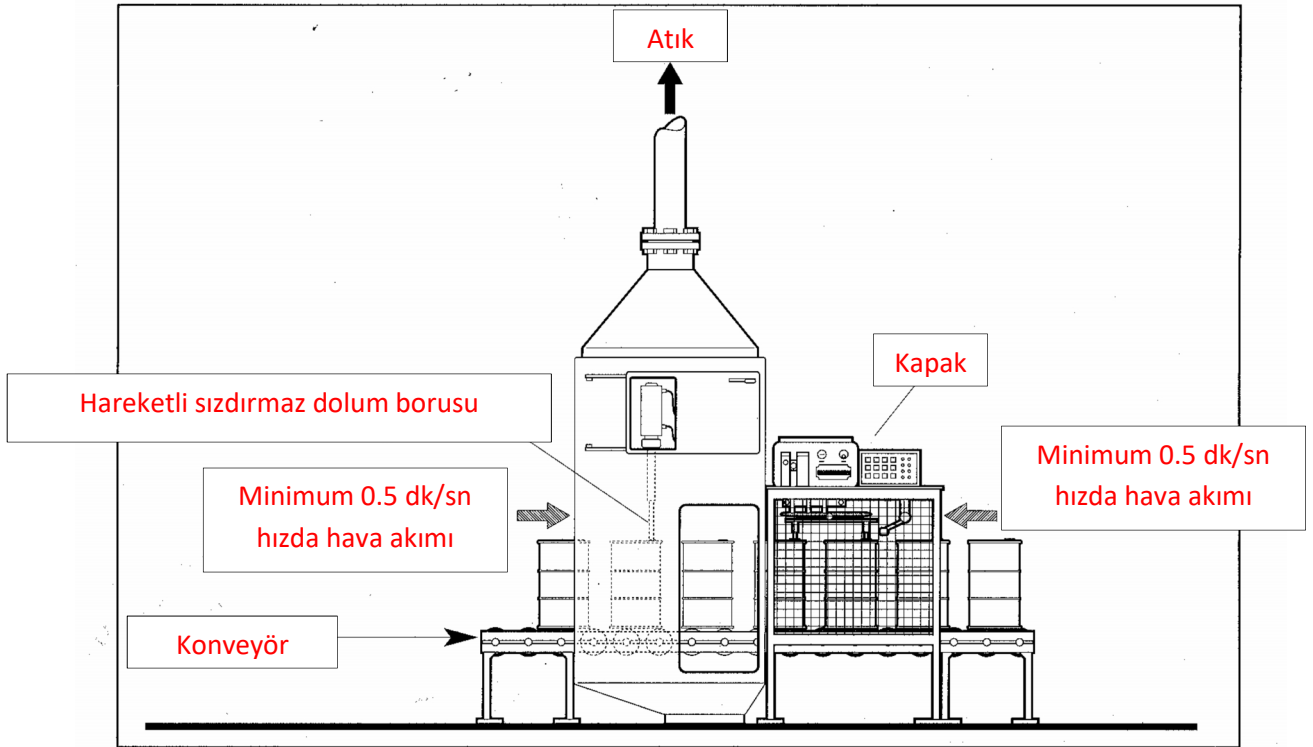 Atık
Kapak
Hareketli sızdırmaz dolum borusu
Minimum 0.5 dk/sn
hızda hava akımı
Minimum 0.5 dk/sn
hızda hava akımı
Konveyör